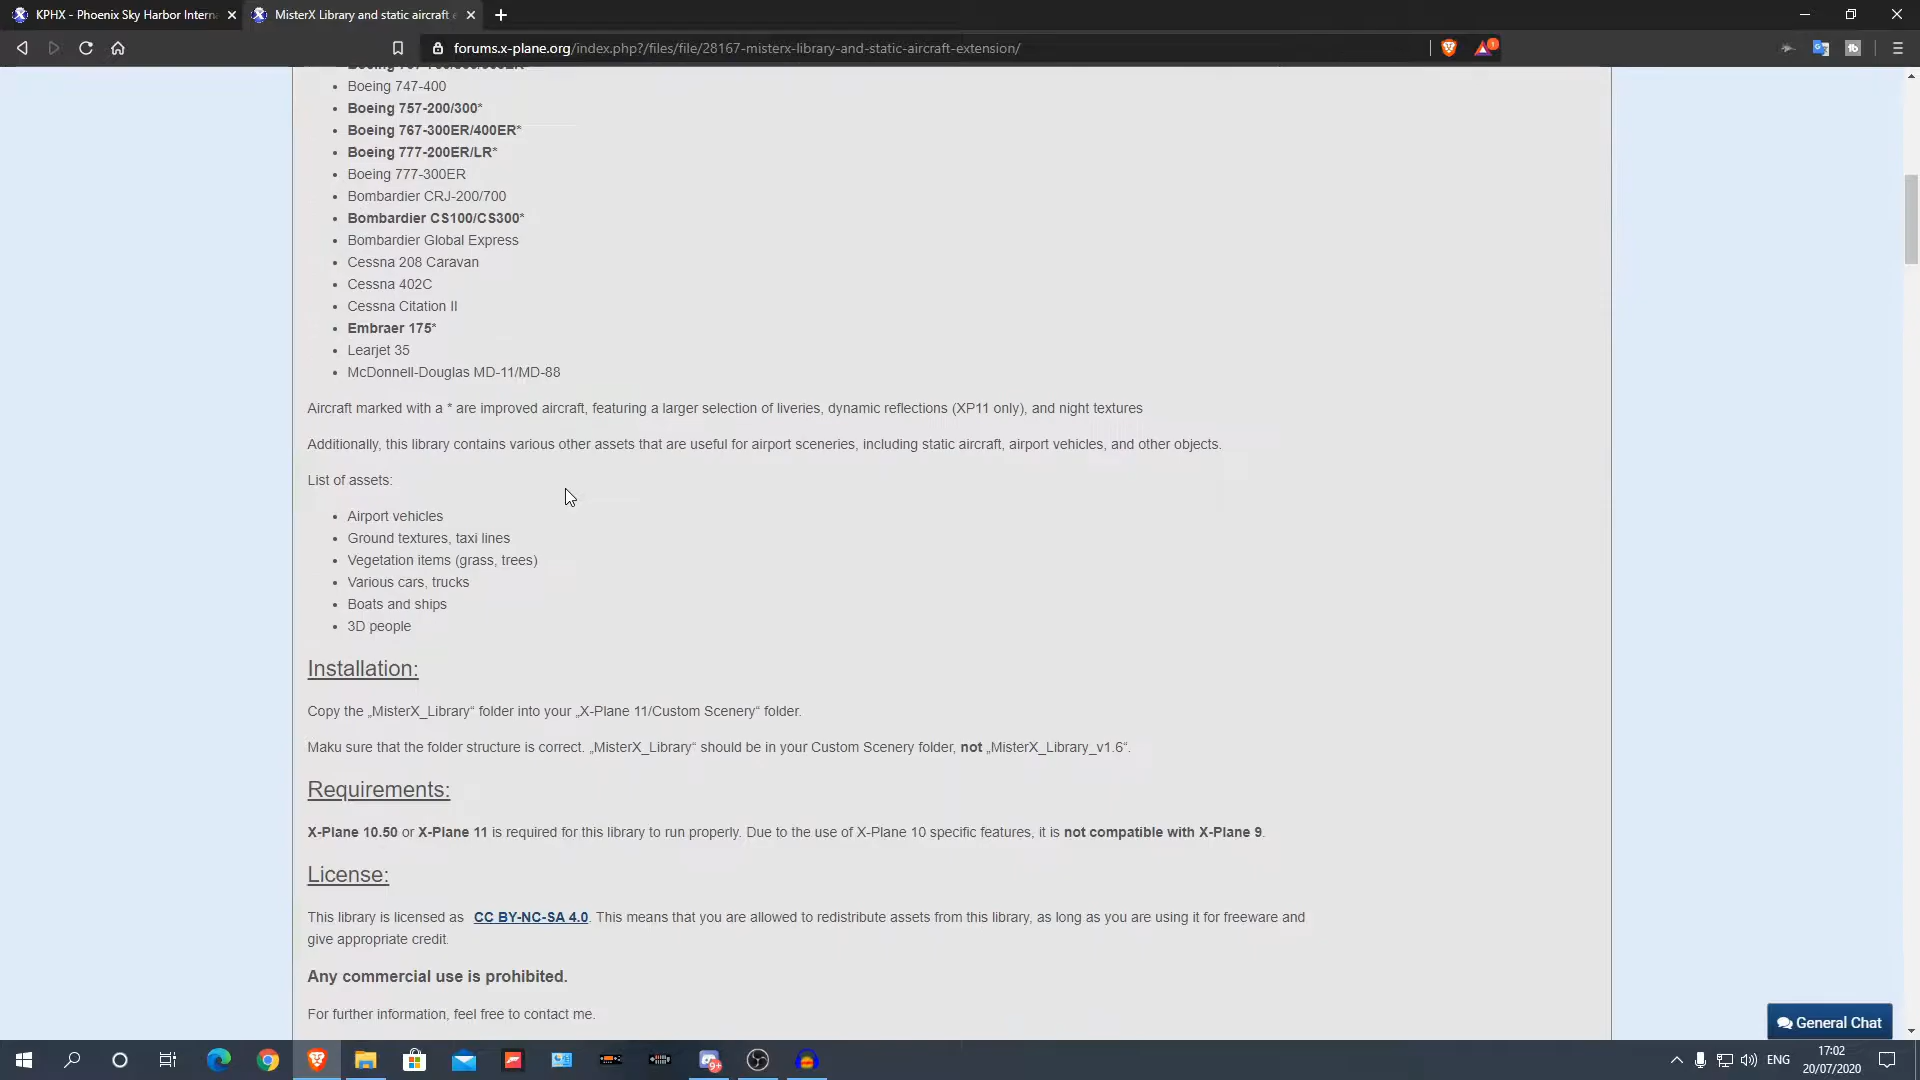 KPHX - Phoenix Sky Harbor Interna
MisterX Library and static aircraft e
forums.x-plane.org/index.php?/files/file/28167-misterx-library-and-static-aircraft-extension/
Boeing 747-400
Boeing 757-200/300*
Boeing 767-300ER/400ER*
Boeing 777-200ER/LR*
Boeing 777-300ER
Bombardier CRJ-200/700
Bombardier CS100/CS300*
Bombardier Global Express
Cessna 208 Caravan
Cessna 402C
Cessna Citation II
Embraer 175*
Learjet 35
McDonnell-Douglas MD-11/MD-88
Aircraft marked with a * are improved aircraft, featuring a larger selection of liveries, dynamic reflections (XP11 only), and night textures
Additionally, this library contains various other assets that are useful for airport sceneries, including static aircraft, airport vehicles, and other objects.
List of assets:
Airport vehicles
Ground textures, taxi lines
Vegetation items (grass, trees)
Various cars, trucks
Boats and ships
3D people
Installation:
Copy the „MisterX_Library“ folder into your „X-Plane 11/Custom Scenery“ folder.
Maku sure that the folder structure is correct. „MisterX_Library“ should be in your Custom Scenery folder, not „MisterX_Library_v1.6“.
Requirements:
X-Plane 10.50 or X-Plane 11 is required for this library to run properly. Due to the use of X-Plane 10 specific features, it is not compatible with X-Plane 9.
License:
This library is licensed as CC BY-NC-SA 4.0. This means that you are allowed to redistribute assets from this library, as long as you are using it for freeware and
give appropriate credit.
Any commercial use is prohibited.
For further information, feel free to contact me.
General Chat
ENG
17:02
20/07/2020